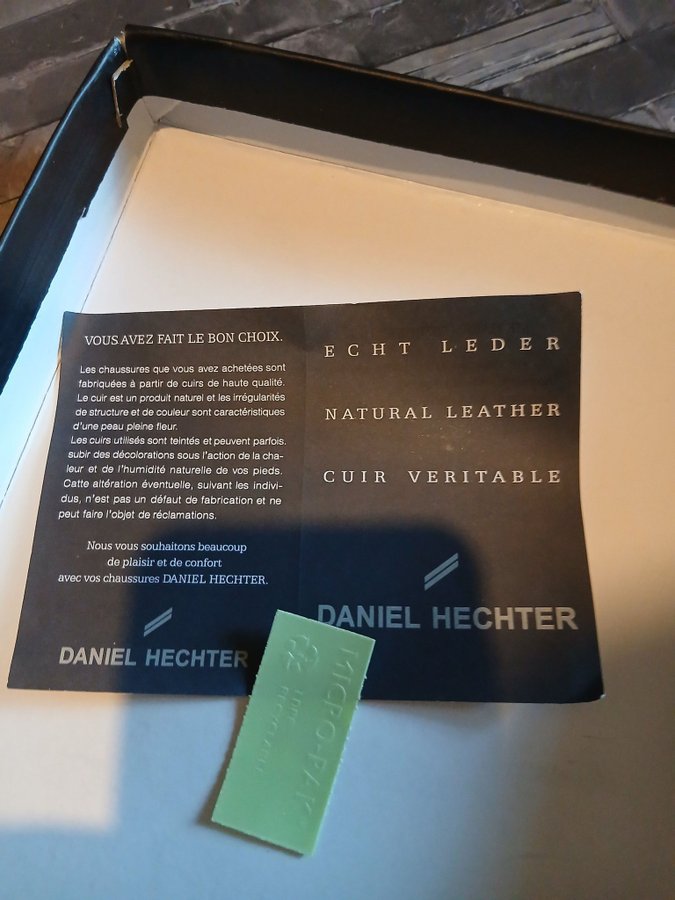 VOUS AVEZ FAIT LE BON CHOIX.
Les chaussures que vous avez achetées sont
fabriquées à partir de cuirs de haute qualité.
Le cuir est un produit naturel et les irrégularités
de structure et de couleur sont caractéristiques
d'une peau pleine fleur.
Les cuirs utilisés sont teintés et peuvent parfois.
subir des décolorations sous l'action de la cha-
leur et de l'humidité naturelle de vos pieds.
Catte altération éventuelle, suivant les indivi-
dus, n'est pas un défaut de fabrication et ne
peut faire l'objet de réclamations.
Nous vous souhaitons beaucoup
de plaisir et de confort
avec vos chaussures DANIEL HECHTER.
DANIEL HECHTER
ECHT LEDER
NATURAL LEATHER
CUIR VERITABLE
DANIEL HECHTER
MICRO-PAK